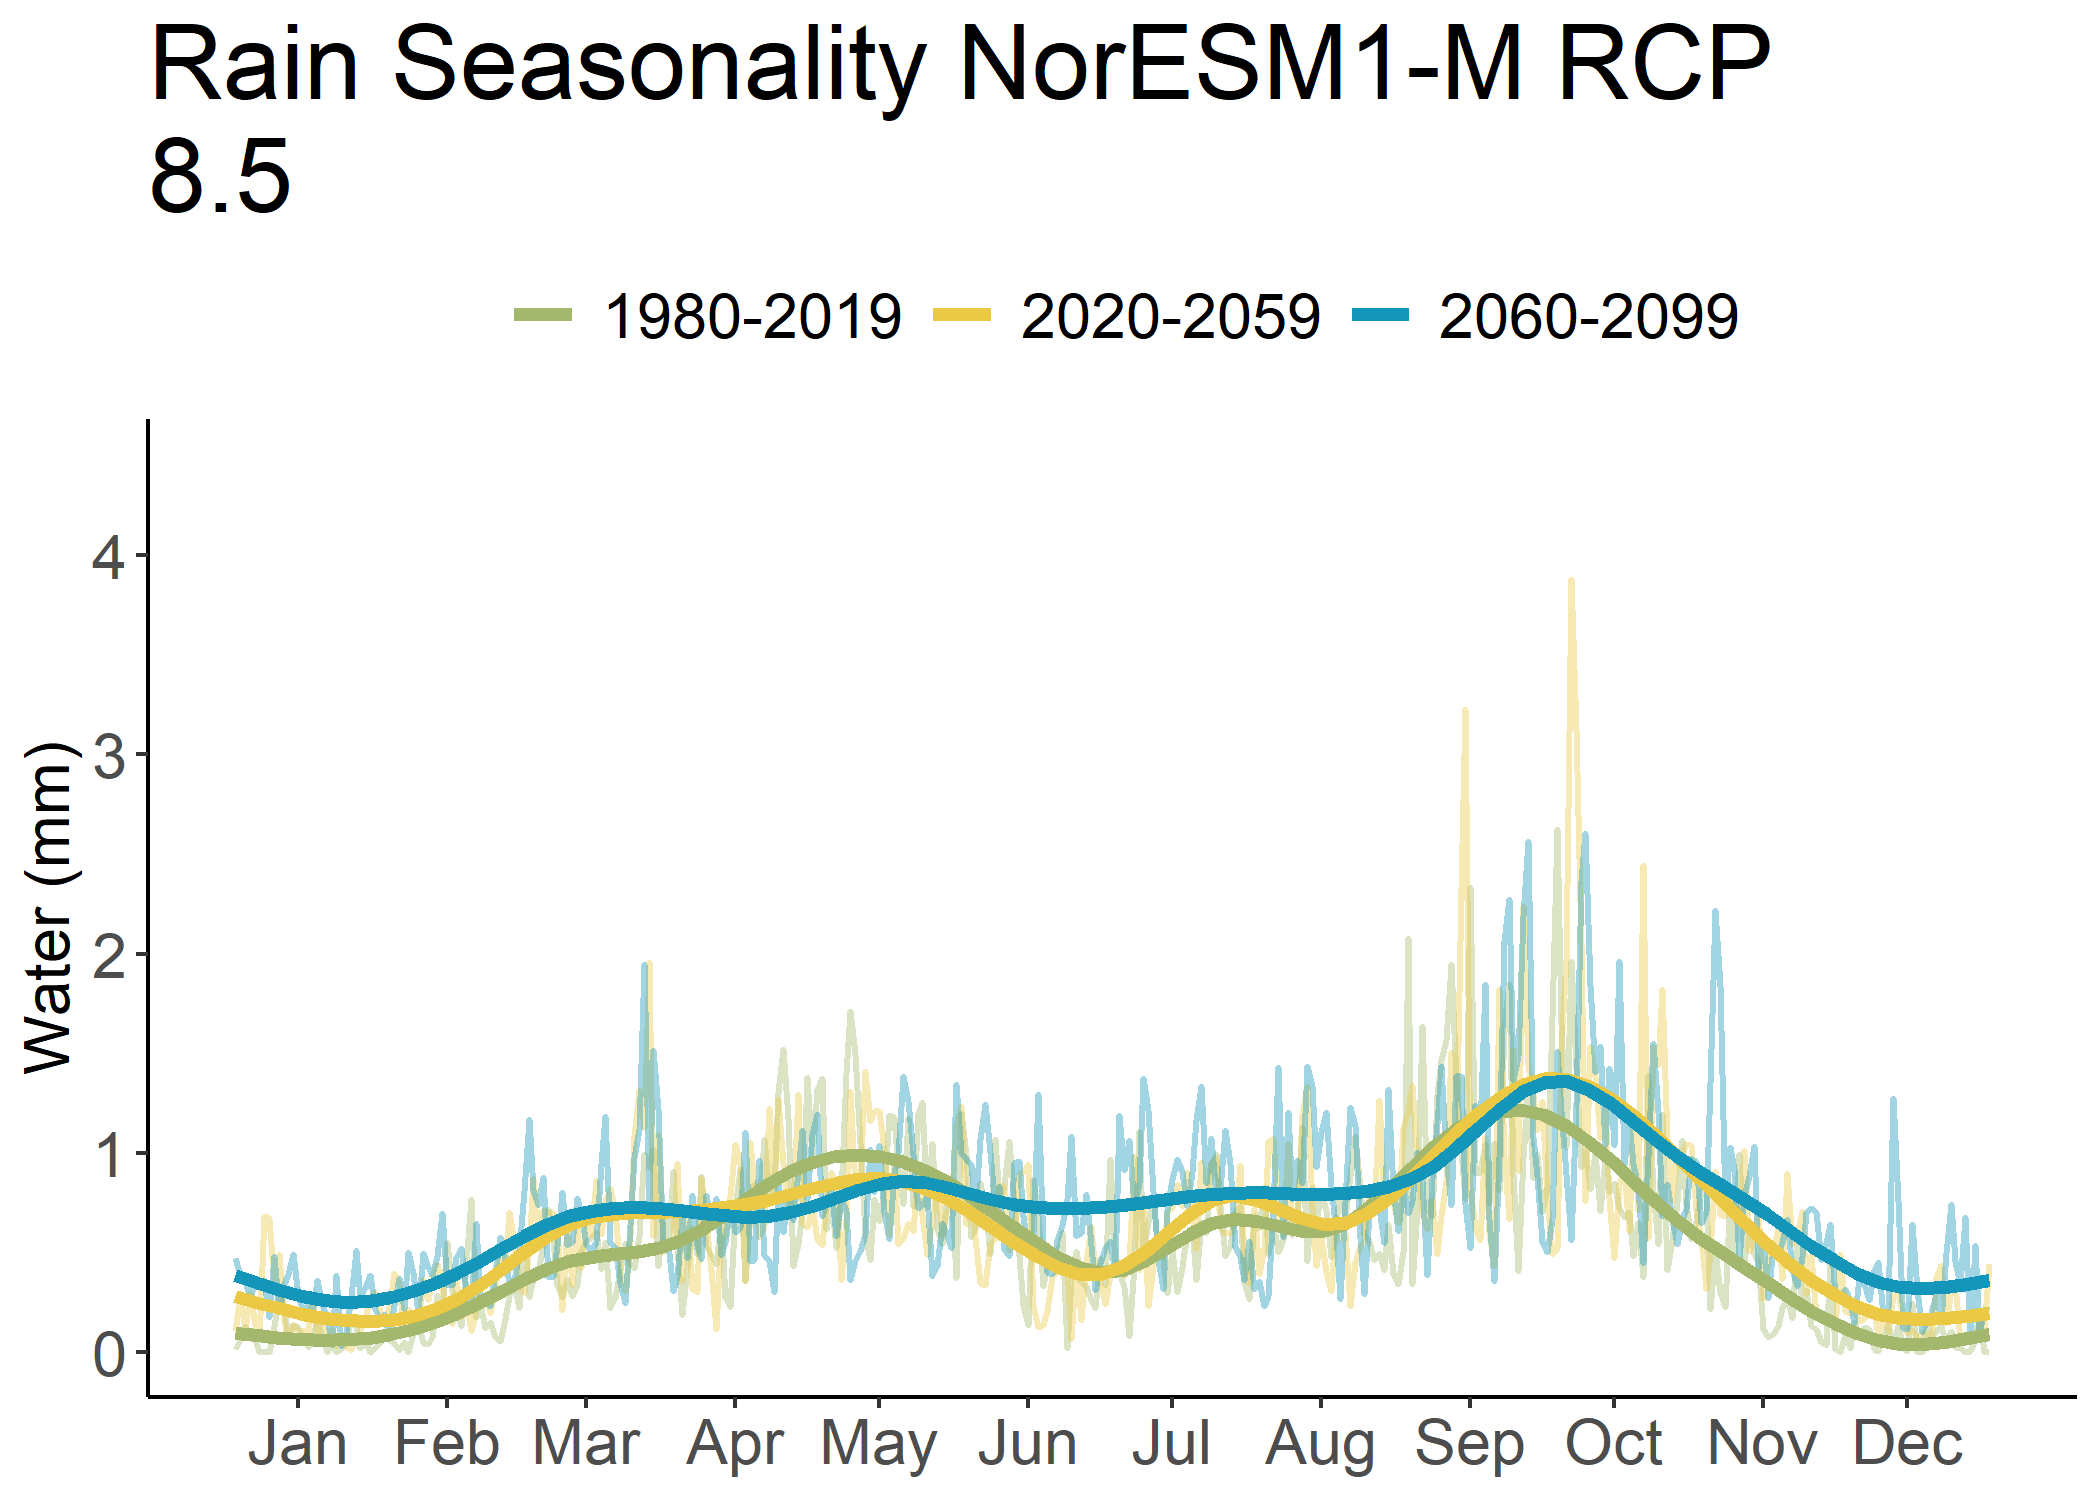 Rain Seasonality NorESM1-M RCP
8.5
1980-2019 2020-2059 2060-2099
Water (mm)
4
3
2
1
0
Jan Feb Mar Apr May Jun Jul Aug Sep Oct Nov Dec